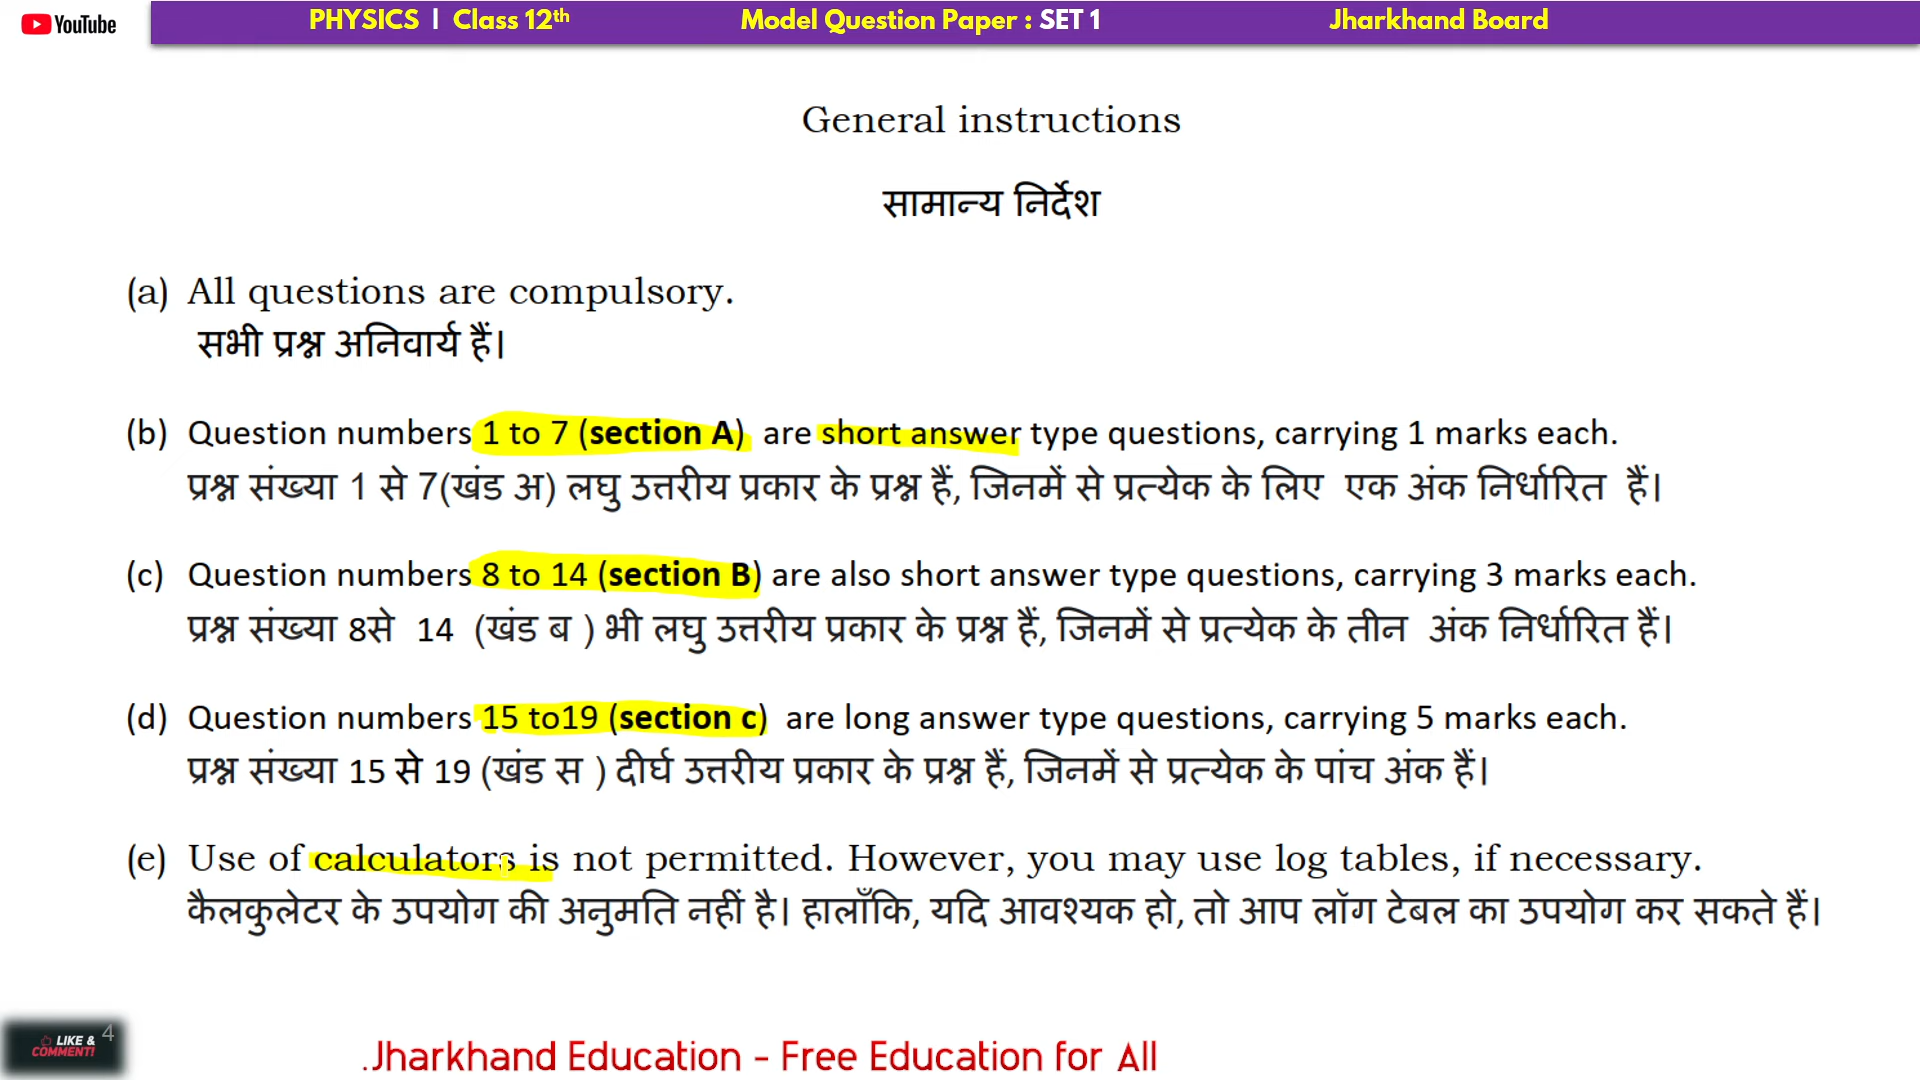 YouTube
PHYSICS | Class 12th Model Question Paper : SET 1 Jharkhand Board
General instructions
सामान्य निर्देश
(a) All questions are compulsory.
सभी प्रश्न अनिवार्य हैं।
(b) Question numbers 1 to 7 (section A) are short answer type questions, carrying 1 marks each.
प्रश्न संख्या 1 से 7(खंड अ) लघु उत्तरीय प्रकार के प्रश्न हैं, जिनमें से प्रत्येक के लिए एक अंक निर्धारित हैं।
(c) Question numbers 8 to 14 (section B) are also short answer type questions, carrying 3 marks each.
प्रश्न संख्या 8से 14 (खंड ब ) भी लघु उत्तरीय प्रकार के प्रश्न हैं, जिनमें से प्रत्येक के तीन अंक निर्धारित हैं।
(d) Question numbers 15 to19 (section c) are long answer type questions, carrying 5 marks each.
प्रश्न संख्या 15 से 19 (खंड स ) दीर्घ उत्तरीय प्रकार के प्रश्न हैं, जिनमें से प्रत्येक के पांच अंक हैं।
(e) Use of calculators is not permitted. However, you may use log tables, if necessary.
कैलकुलेटर के उपयोग की अनुमति नहीं है। हालाँकि, यदि आवश्यक हो, तो आप लॉग टेबल का उपयोग कर सकते हैं।
LIKE & 4
COMMENT!
.Jharkhand Education - Free Education for All